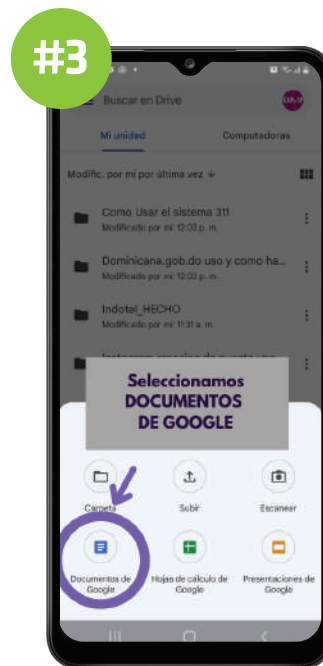 #3
Buscar en Drive
Mi unidad Computadoras
Modific. por mí por última vez
Como Usar el sistema 311
Modificado por mí: 12:03 p. m.
Dominicana.gob.do uso y como ha...
Modificado por mí: 12:03 p. m.
Indotel_HECHO
Modificado por mí: 11:31 a. m.
Seleccionamos
DOCUMENTOS
DE GOOGLE
Carpeta Subir Escanear
Documentos de Hojas de cálculo de Presentaciones de
Google Google Google